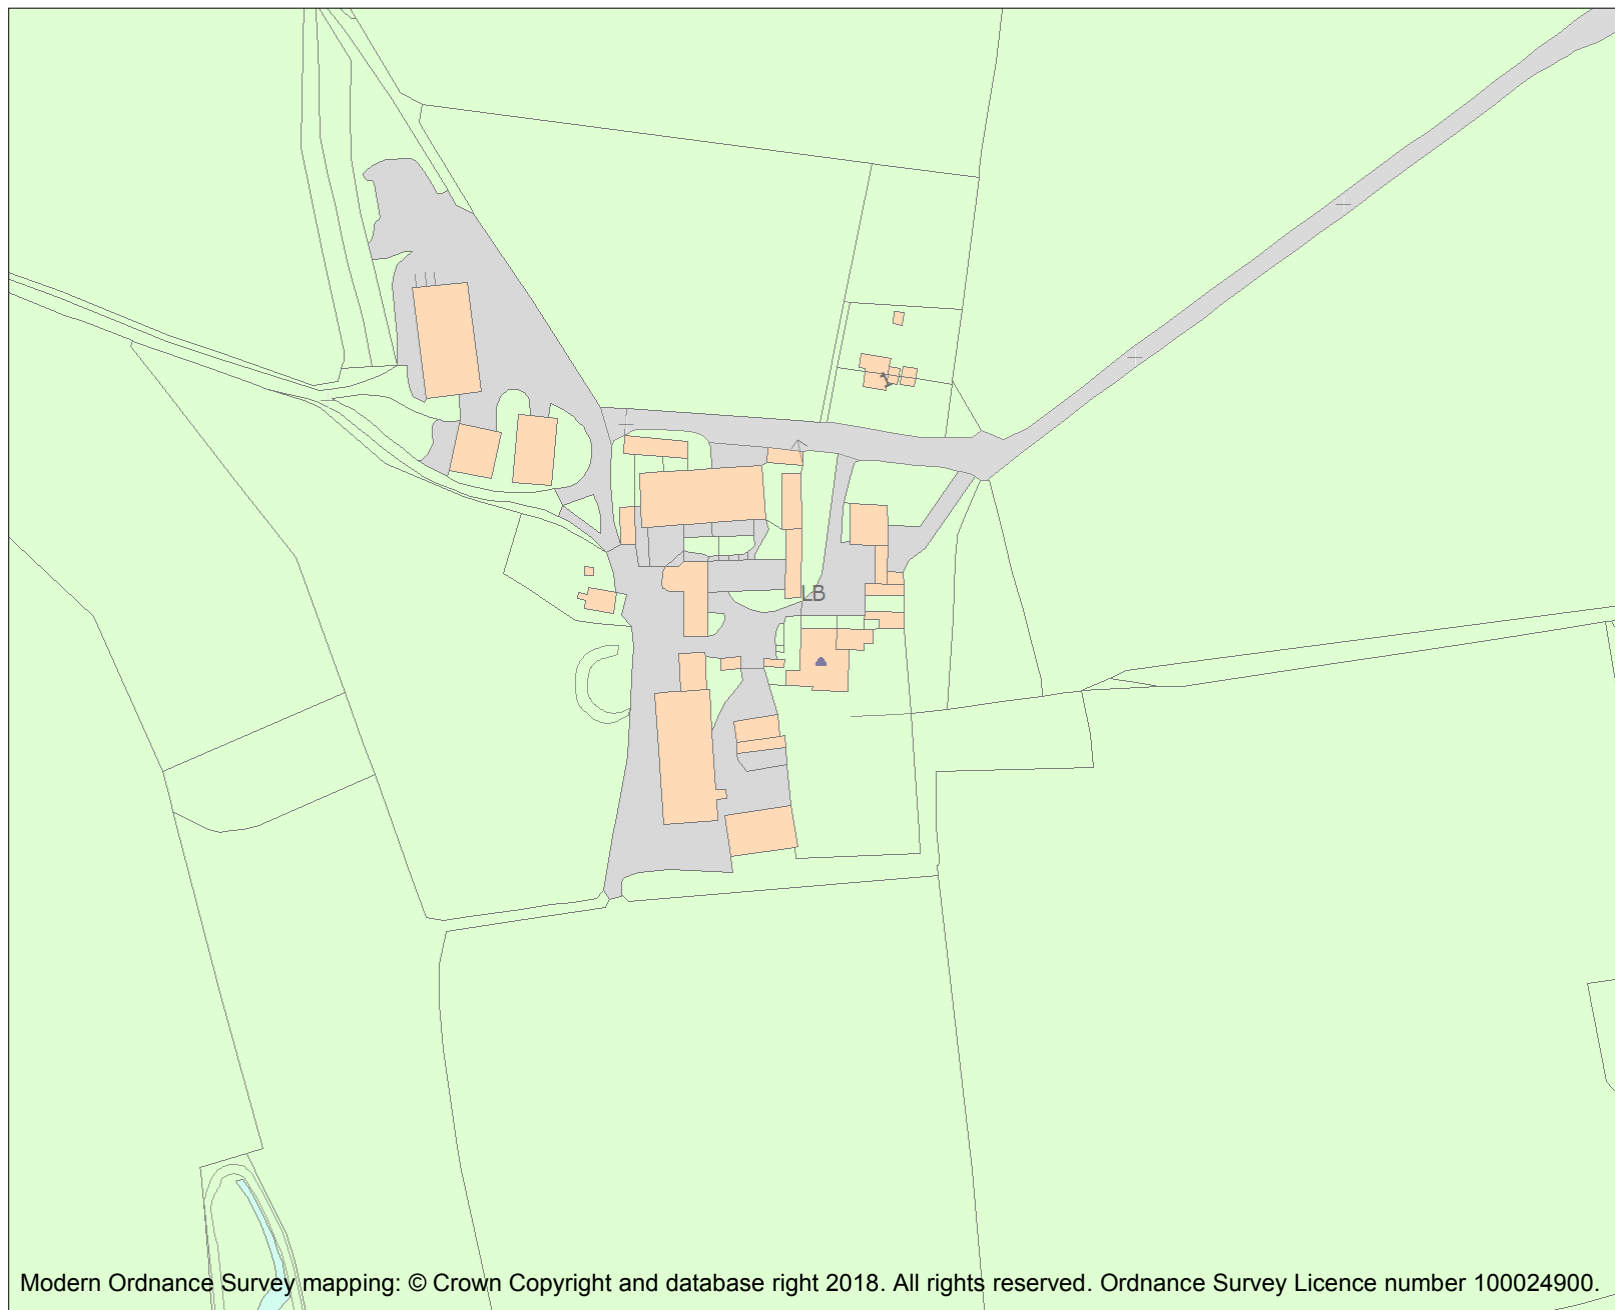 1
LB
Modern Ordnance Survey mapping: © Crown Copyright and database right 2018. All rights reserved. Ordnance Survey Licence number 100024900.